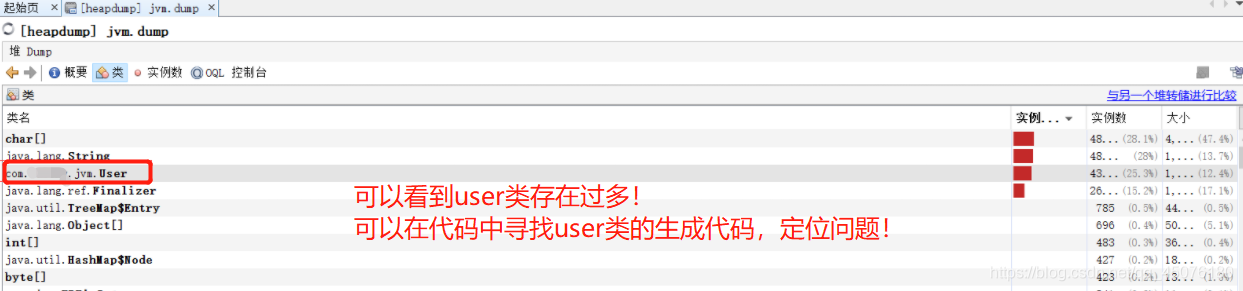 起始页 × [heapdump] jvm.dump ×
[heapdump] jvm.dump
堆 Dump
概要 类 实例数 OQL 控制台
类 与另一个堆转储进行比较
类名 实例... 实例数 大小
char[] 48... (28.1%) 4,... (47.4%)
java.lang.String 48... (28%) 1,... (13.7%)
com. .jvm.User 43... (25.3%) 1,... (12.4%)
java.lang.ref.Finalizer 26... (15.2%) 1,... (17.1%)
java.util.TreeMap$Entry 785 (0.5%) 44... (0.5%)
java.lang.Object[] 696 (0.4%) 50... (5.1%)
int[] 483 (0.3%) 36... (0.4%)
java.util.HashMap$Node 427 (0.2%) 18... (0.2%)
byte[] 423 (0.2%) 13...
可以看到user类存在过多！
可以在代码中寻找user类的生成代码，定位问题！